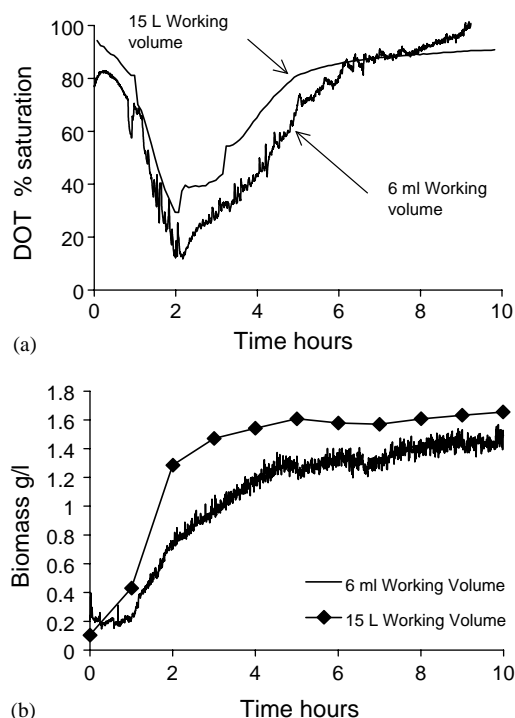 100
80
60
40
20
0
DOT % saturation
15 L Working
volume
6 ml Working
volume
0 2 4 6 8 10
Time hours
(a)
1.8
1.6
1.4
1.2
1
0.8
0.6
0.4
0.2
0
Biomass g/l
6 ml Working Volume
15 L Working Volume
0 2 4 6 8 10
Time hours
(b)